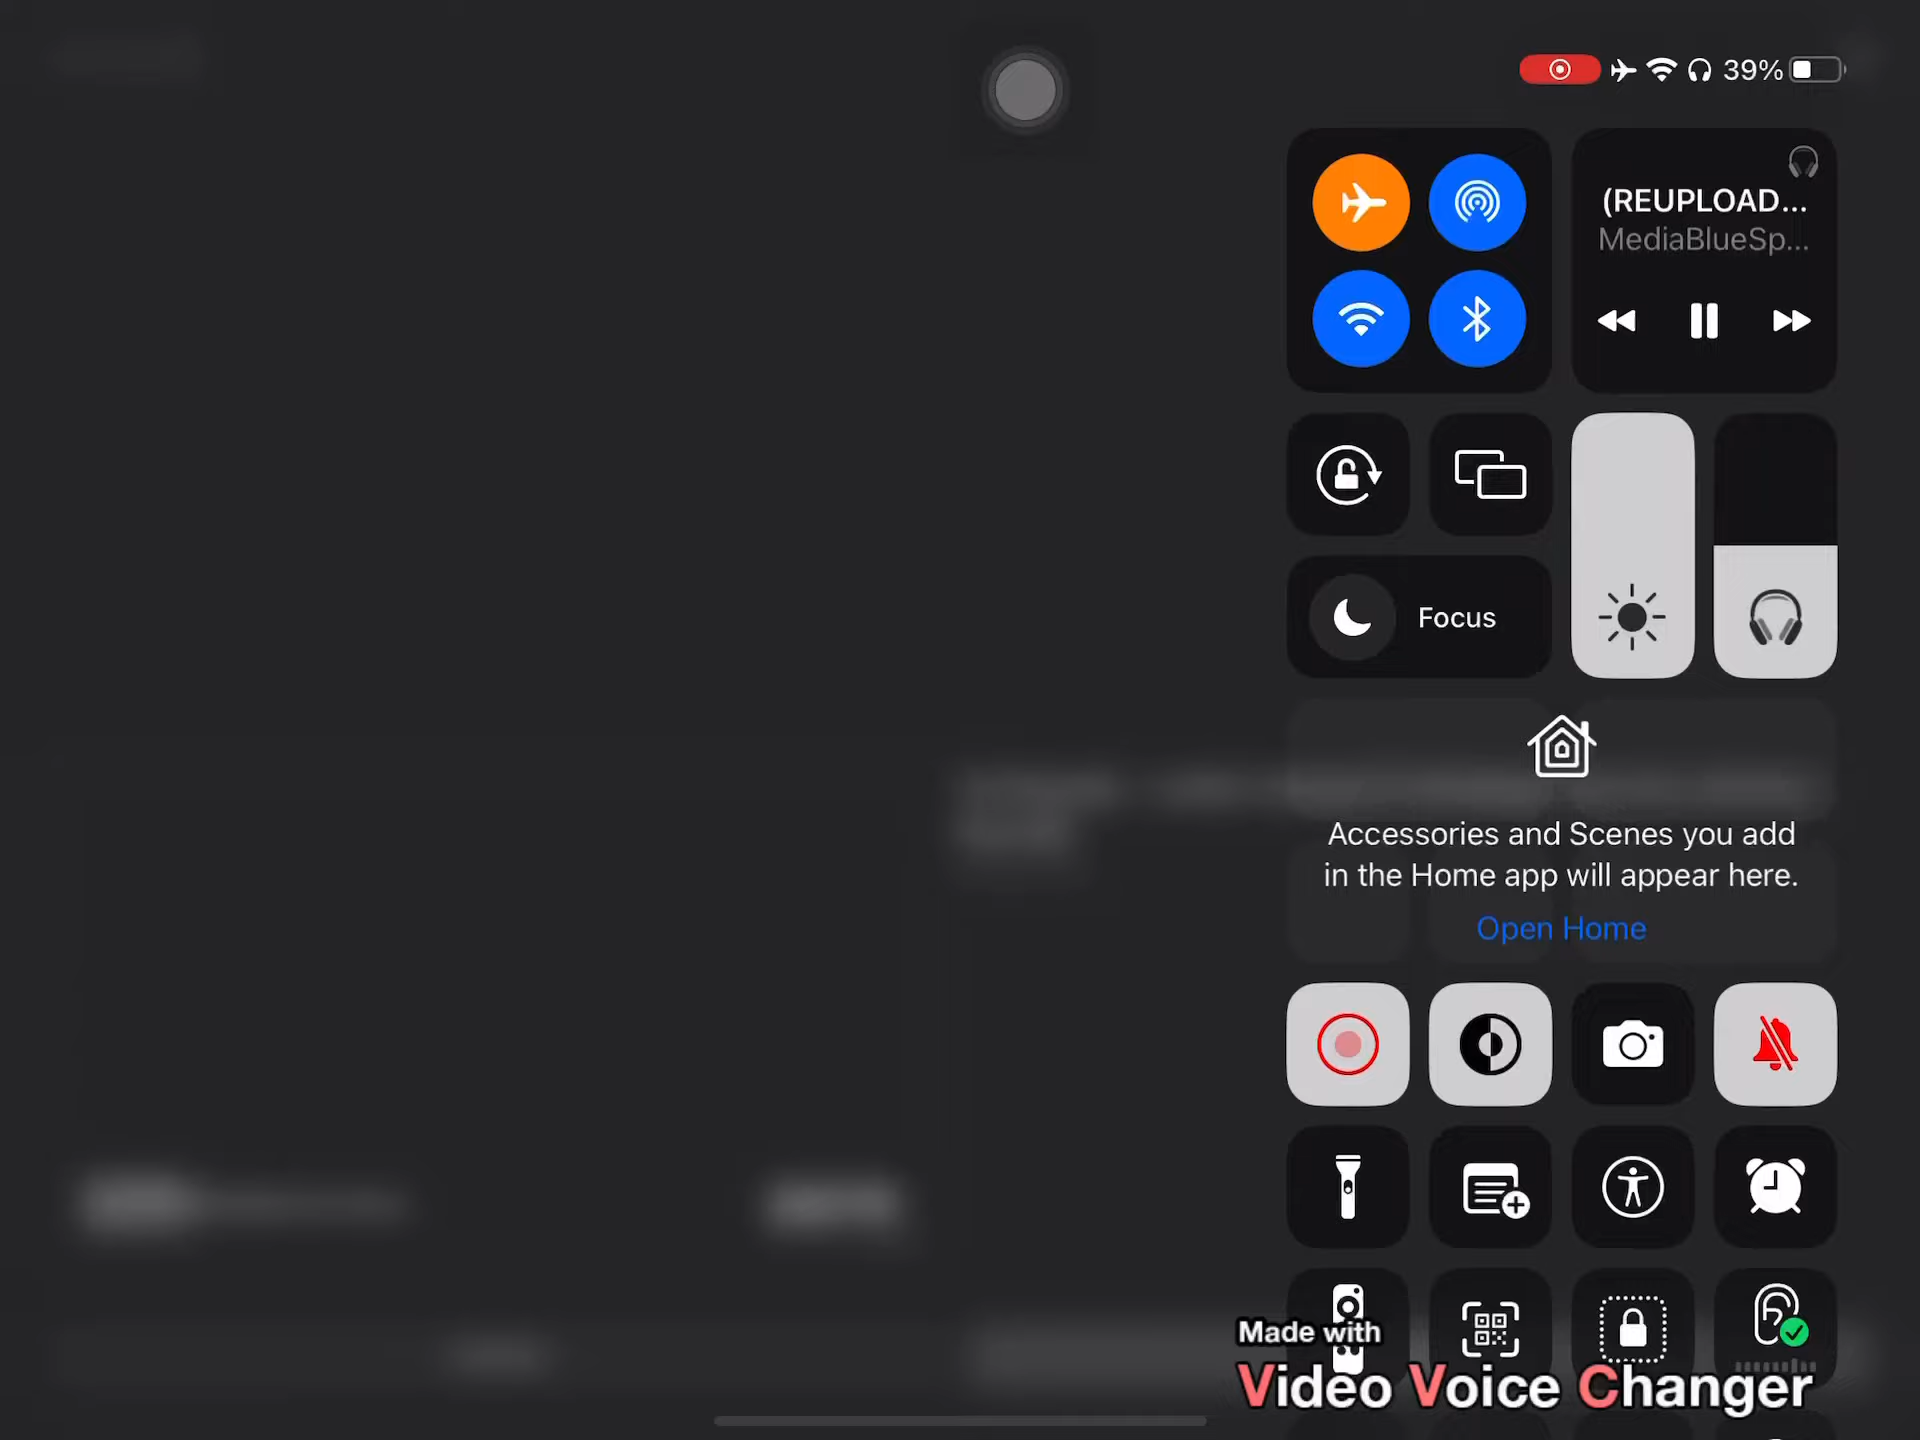 39%
(REUPLOAD...
MediaBlueSp...
Focus
Accessories and Scenes you add
in the Home app will appear here.
Open Home
Made with
Video Voice Changer